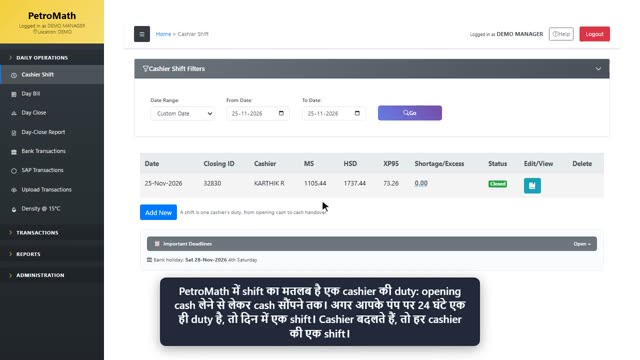 PetroMath
Logged in as DEMO MANAGER
Location: DEMO
DAILY OPERATIONS
Cashier Shift
Day Bill
Day Close
Day-Close Report
Bank Transactions
SAP Transactions
Upload Transactions
Density @ 15°C
TRANSACTIONS
REPORTS
ADMINISTRATION
Home > Cashier Shift
Logged in as DEMO MANAGER
Help
Logout
Cashier Shift Filters
Date Range: From Date: To Date:
Custom Date 25-11-2026 25-11-2026 Go
Date Closing ID Cashier MS HSD XP95 Shortage/Excess Status Edit/View Delete
25-Nov-2026 32830 KARTHIK R 1105.44 1737.44 73.26 0.00 Closed
Add New A shift is one cashier's duty, from opening cash to cash handover.
Important Deadlines Open
Bank holiday: Sat 28-Nov-2026 4th Saturday
PetroMath में shift का मतलब है एक cashier की duty: opening
cash लेने से लेकर cash सौंपने तक। अगर आपके पंप पर 24 घंटे एक
ही duty है, तो दिन में एक shift। Cashier बदलते हैं, तो हर cashier
की एक shift।